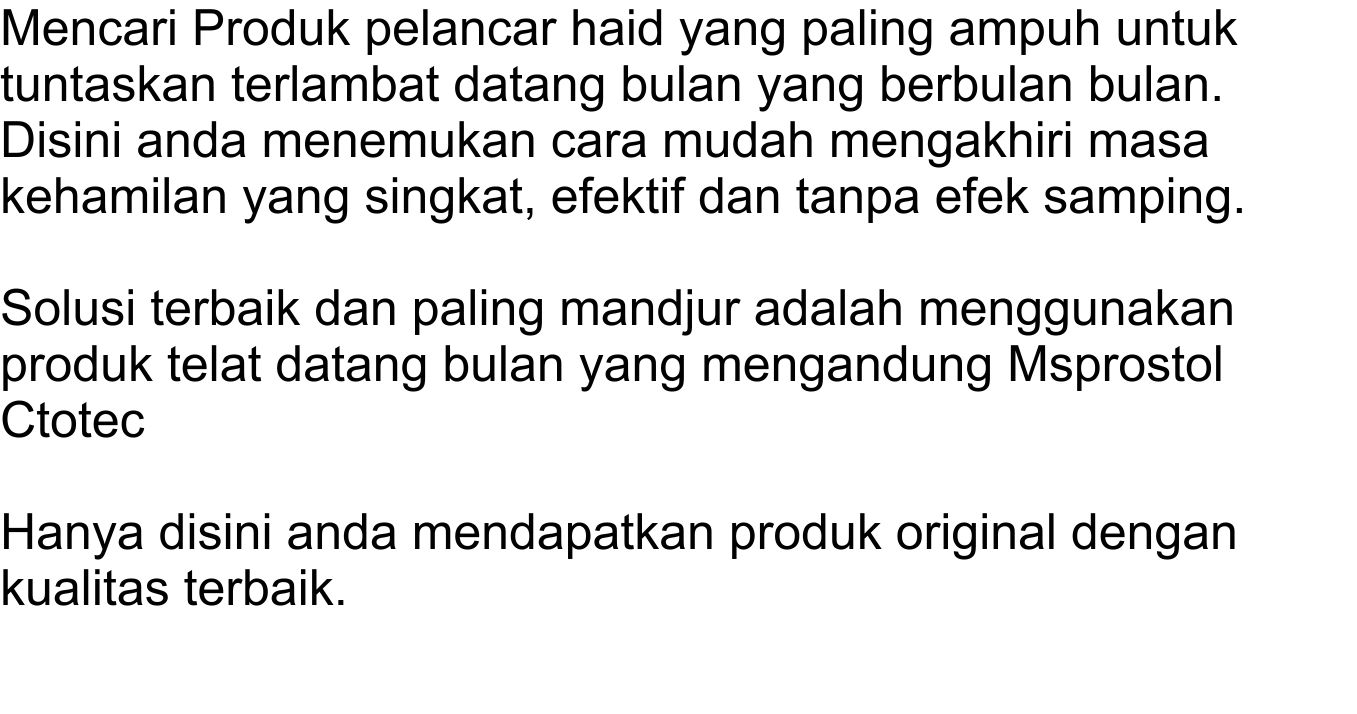 Mencari Produk pelancar haid yang paling ampuh untuk
tuntaskan terlambat datang bulan yang berbulan bulan.
Disini anda menemukan cara mudah mengakhiri masa
kehamilan yang singkat, efektif dan tanpa efek samping.
Solusi terbaik dan paling mandjur adalah menggunakan
produk telat datang bulan yang mengandung Msprostol
Ctotec
Hanya disini anda mendapatkan produk original dengan
kualitas terbaik.